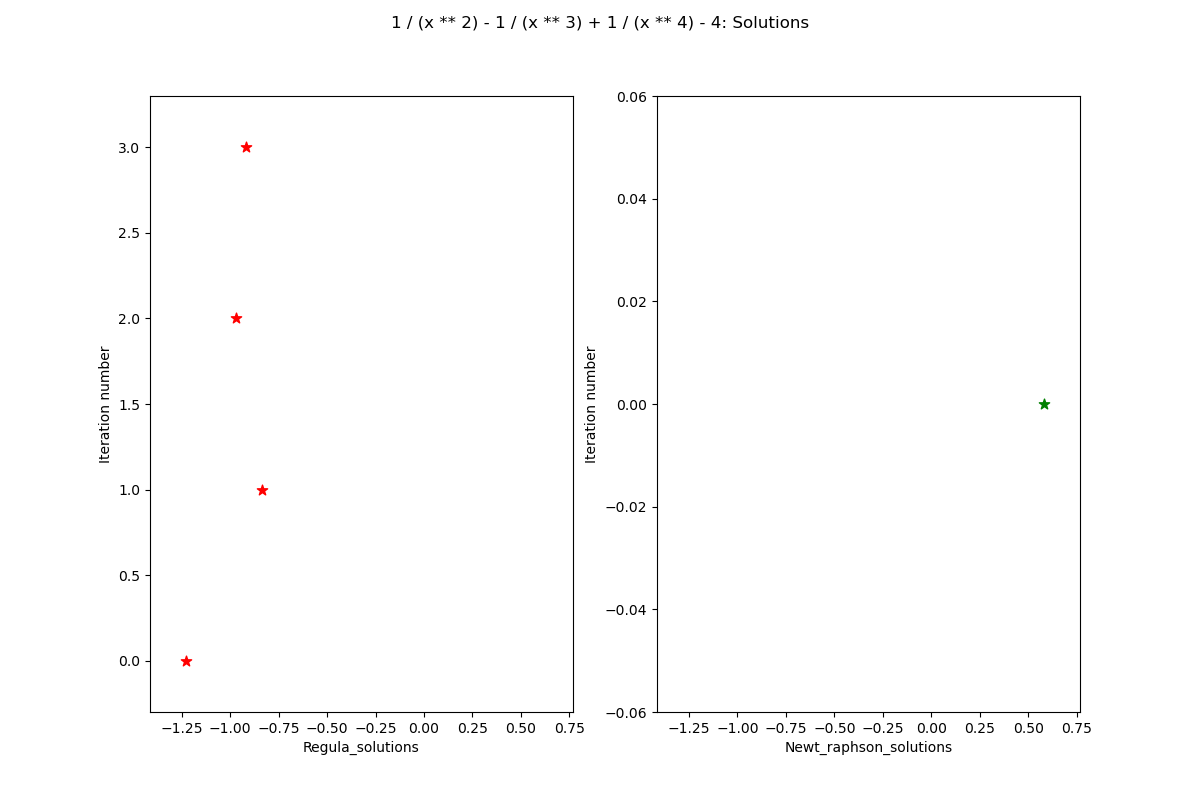 1 / (x ** 2) - 1 / (x ** 3) + 1 / (x ** 4) - 4: Solutions
3.0
2.5
2.0
1.5
1.0
0.5
0.0
Iteration number
−1.25 −1.00 −0.75 −0.50 −0.25 0.00 0.25 0.50 0.75
Regula_solutions
0.06
0.04
0.02
0.00
−0.02
−0.04
−0.06
Iteration number
−1.25 −1.00 −0.75 −0.50 −0.25 0.00 0.25 0.50 0.75
Newt_raphson_solutions